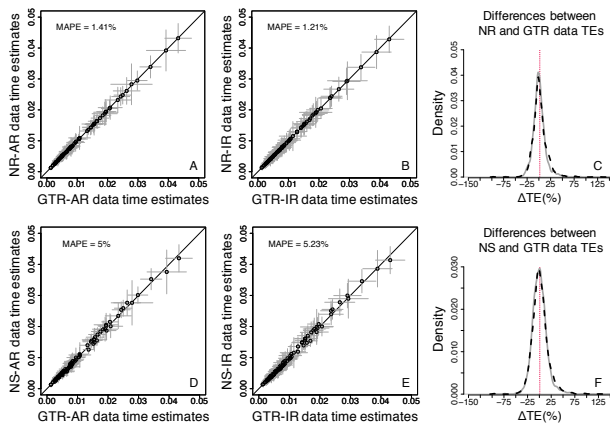 MAPE = 1.41%
NR-AR data time estimates
0.00 0.01 0.02 0.03 0.04 0.05
A
0.00 0.01 0.02 0.03 0.04 0.05
GTR-AR data time estimates
MAPE = 1.21%
NR-IR data time estimates
0.00 0.01 0.02 0.03 0.04 0.05
B
0.00 0.01 0.02 0.03 0.04 0.05
GTR-IR data time estimates
Differences between
NR and GTR data TEs
Density
0.00 0.01 0.02 0.03 0.04 0.05
C
−150 −75 −25 25 75 125
ΔTE(%)
MAPE = 5%
NS-AR data time estimates
0.00 0.01 0.02 0.03 0.04 0.05
D
0.00 0.01 0.02 0.03 0.04 0.05
GTR-AR data time estimates
MAPE = 5.23%
NS-IR data time estimates
0.00 0.01 0.02 0.03 0.04 0.05
E
0.00 0.01 0.02 0.03 0.04 0.05
GTR-IR data time estimates
Differences between
NS and GTR data TEs
Density
0.000 0.010 0.020 0.030
F
−150 −75 −25 25 75 125
ΔTE(%)